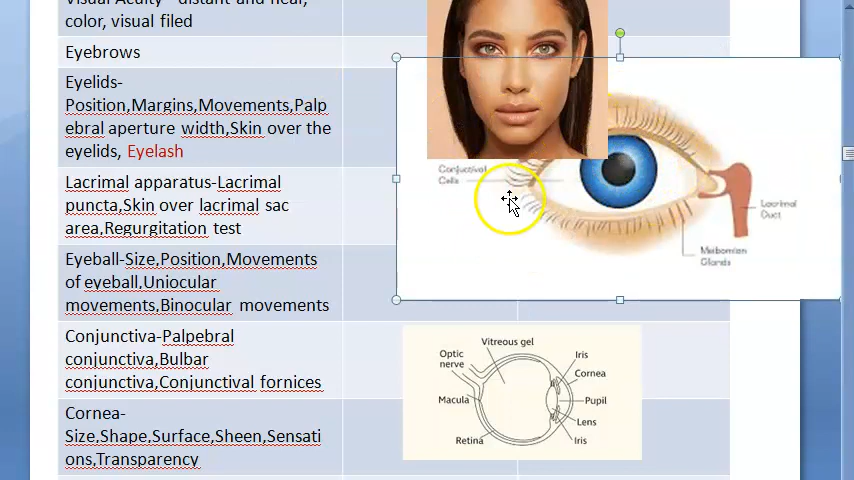 Visual Acuity - distant and near,
color, visual filed
Eyebrows
Eyelids-
Position,Margins,Movements,Palp
ebral aperture width,Skin over the
eyelids, Eyelash
Lacrimal apparatus-Lacrimal
puncta,Skin over lacrimal sac
area,Regurgitation test
Eyeball-Size,Position,Movements
of eyeball,Uniocular
movements,Binocular movements
Conjunctiva-Palpebral
conjunctiva,Bulbar
conjunctiva,Conjunctival fornices
Cornea-
Size,Shape,Surface,Sheen,Sensati
ons,Transparency
Conjuctival
Cells
Lacrimal
Duct
Meibomian
Glands
Vitreous gel
Optic
nerve
Iris
Cornea
Macula
Pupil
Lens
Retina
Iris